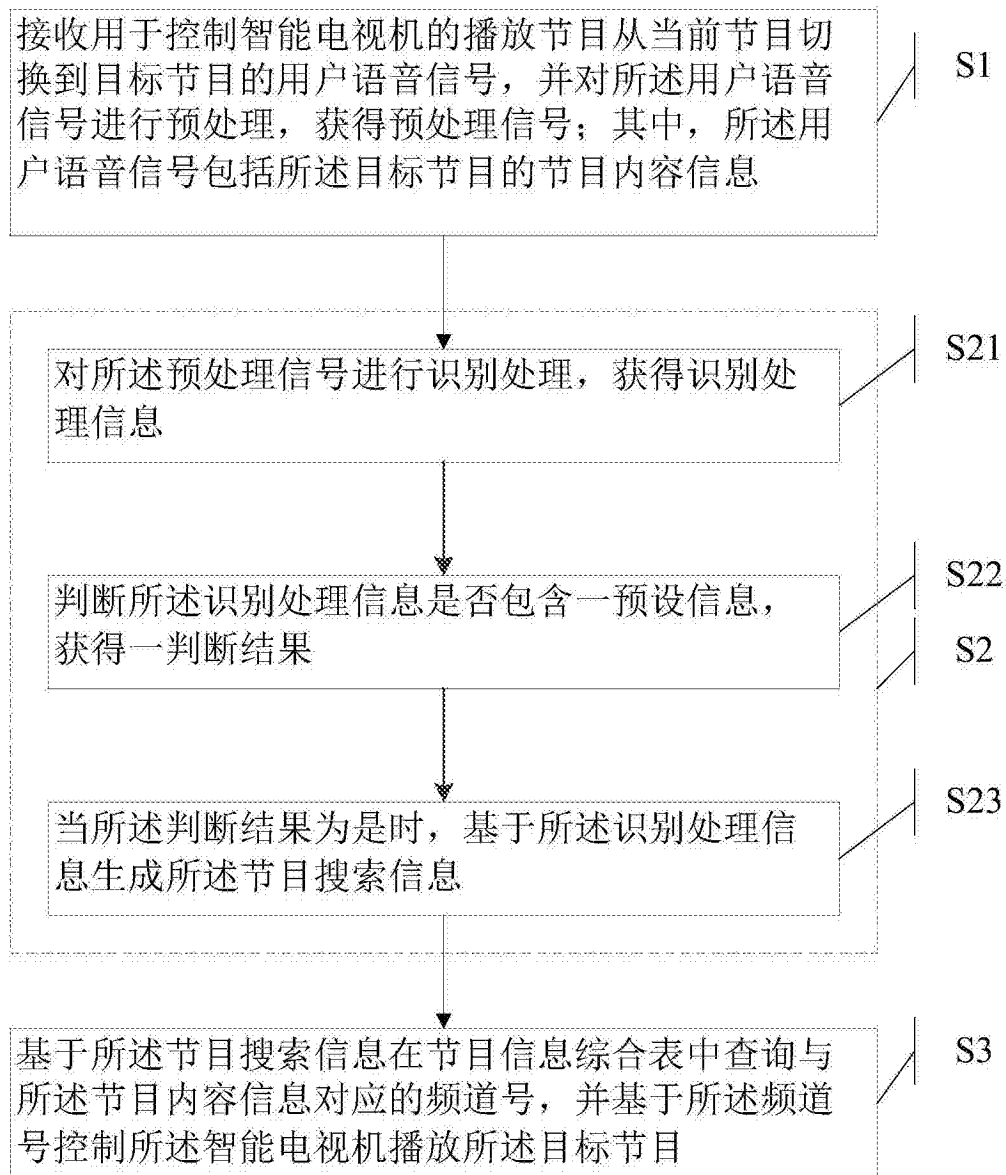 接收用于控制智能电视机的播放节目从当前节目切
换到目标节目的用户语音信号，并对所述用户语音
信号进行预处理，获得预处理信号；其中，所述用
户语音信号包括所述目标节目的节目内容信息
S1
对所述预处理信号进行识别处理，获得识别处
理信息
S21
判断所述识别处理信息是否包含一预设信息，
获得一判断结果
S22
S2
当所述判断结果为是时，基于所述识别处理信
息生成所述节目搜索信息
S23
基于所述节目搜索信息在节目信息综合表中查询与
所述节目内容信息对应的频道号，并基于所述频道
号控制所述智能电视机播放所述目标节目
S3